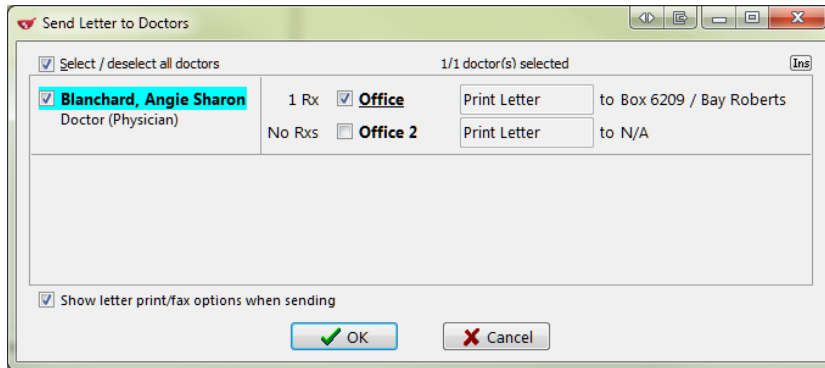 Send Letter to Doctors
Select / deselect all doctors 1/1 doctor(s) selected Ins
Blanchard, Angie Sharon 1 Rx Office Print Letter to Box 6209 / Bay Roberts
Doctor (Physician)
No Rxs Office 2 Print Letter to N/A
Show letter print/fax options when sending
OK Cancel